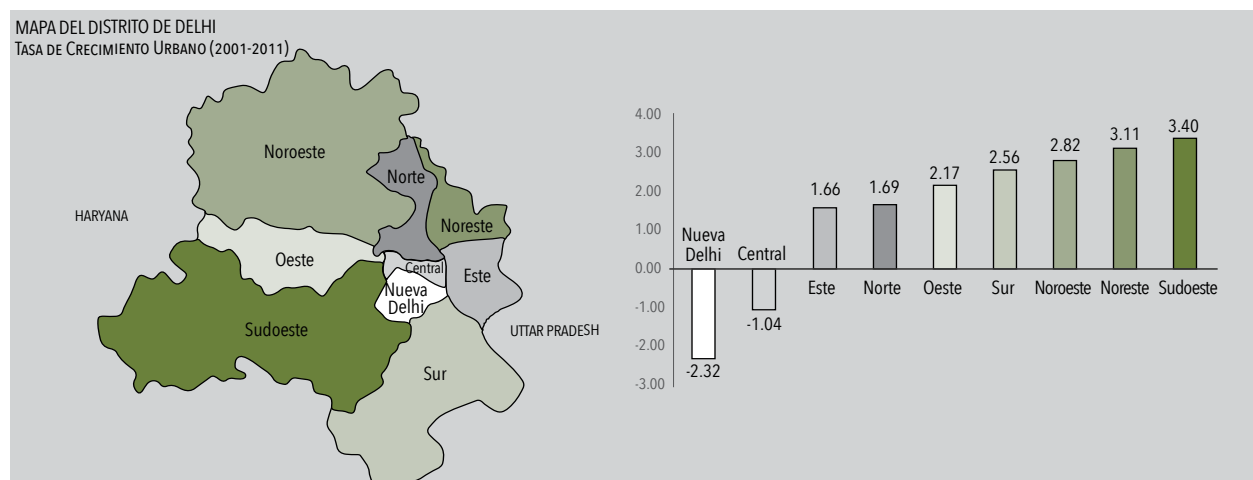 MAPA DEL DISTRITO DE DELHI
TASA DE CRECIMIENTO URBANO (2001-2011)
Noroeste
Norte
HARYANA
Noreste
Oeste
Central
Este
Nueva
Delhi
Sudoeste
UTTAR PRADESH
Sur
4.00
3.00
2.00
1.00
0.00
-1.00
-2.00
-3.00
Nueva
Delhi
-2.32
Central
-1.04
1.66
Este
1.69
Norte
2.17
Oeste
2.56
Sur
2.82
Noroeste
3.11
Noreste
3.40
Sudoeste